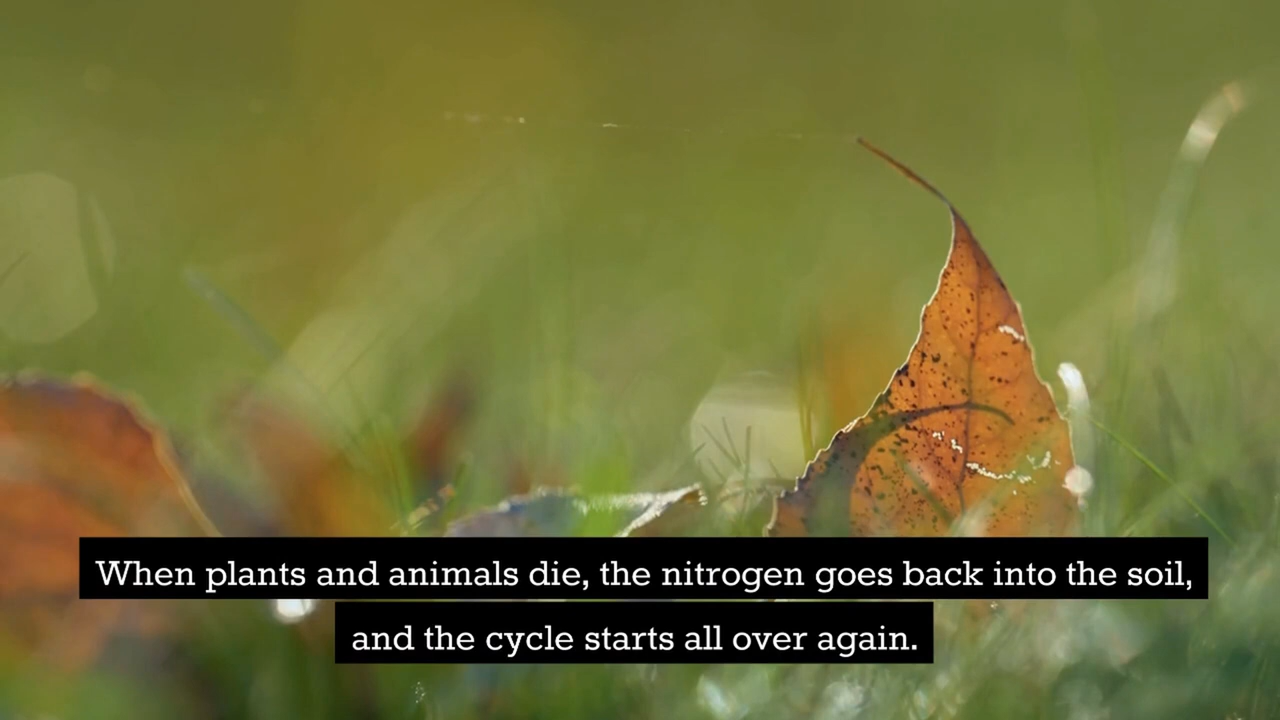 When plants and animals die, the nitrogen goes back into the soil,
and the cycle starts all over again.